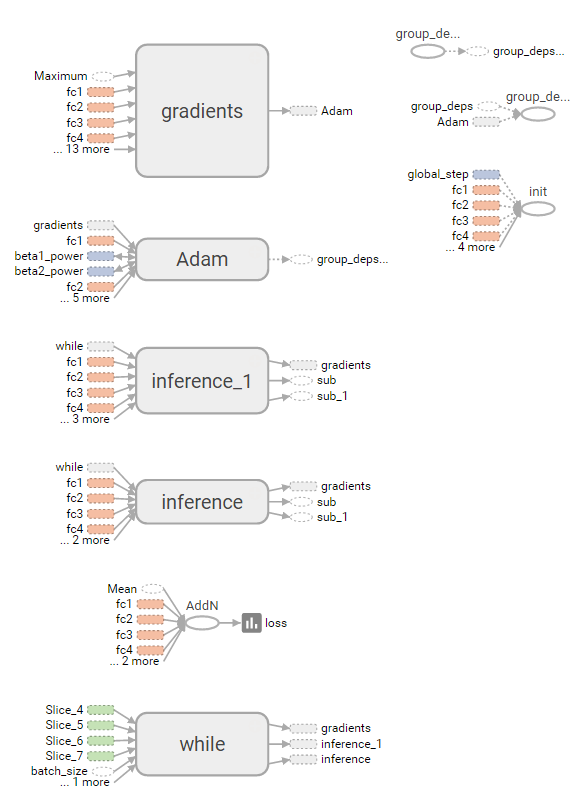 Maximum
fc1
fc2
fc3
fc4
... 13 more
gradients
Adam
group_de...
group_deps...
group_deps
Adam
group_de...
global_step
fc1
fc2
fc3
fc4
... 4 more
init
gradients
fc1
beta1_power
beta2_power
fc2
... 5 more
Adam
group_deps...
while
fc1
fc2
fc3
fc4
... 3 more
inference_1
gradients
sub
sub_1
while
fc1
fc2
fc3
fc4
... 2 more
inference
gradients
sub
sub_1
Mean
fc1
fc2
fc3
fc4
... 2 more
AddN
loss
Slice_4
Slice_5
Slice_6
Slice_7
batch_size
... 1 more
while
gradients
inference_1
inference